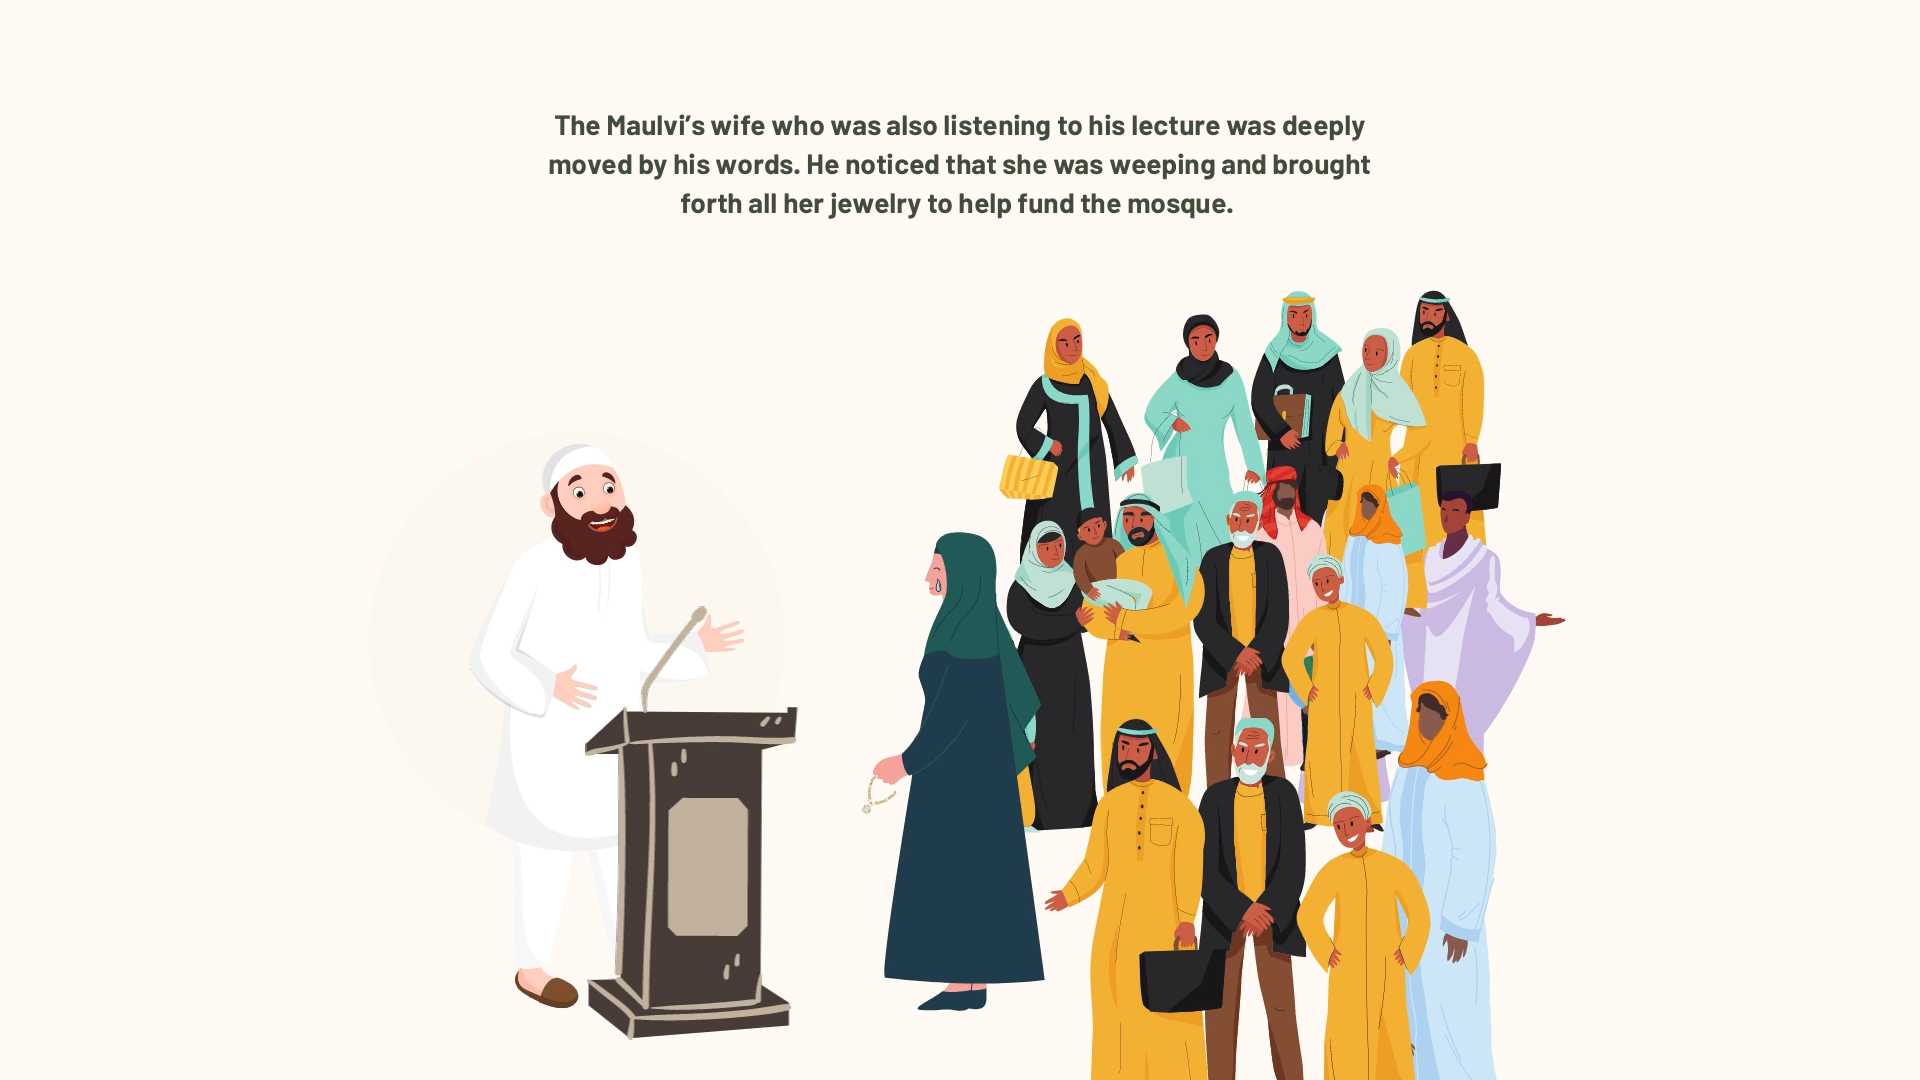 The Maulvi’s wife who was also listening to his lecture was deeply
moved by his words. He noticed that she was weeping and brought
forth all her jewelry to help fund the mosque.